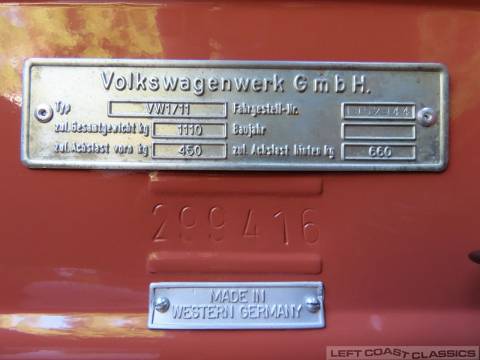 Volkswagenwerk GmbH.
Typ VW1/11 Fahrgestell-Nr.
zul. Gesamtgewicht kg 1110 Baujahr
zul. Achslast vorn kg 450 zul. Achslast hinten kg 660
299416
MADE IN
WESTERN GERMANY
LEFT COAST CLASSICS